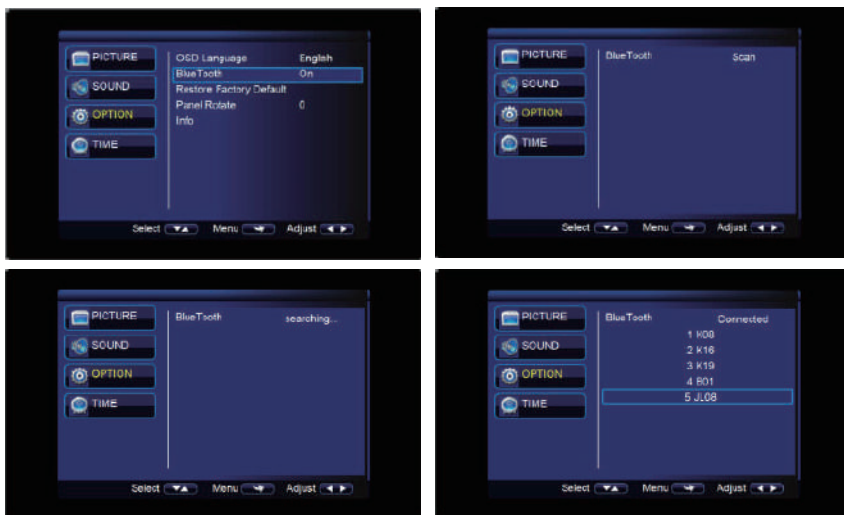 PICTURE
SOUND
OPTION
TIME
OSD Language English
BlueTooth On
Restore Factory Default
Panel Rotate 0
Info
Select Menu Adjust
PICTURE
SOUND
OPTION
TIME
BlueTooth Scan
Select Menu Adjust
PICTURE
SOUND
OPTION
TIME
BlueTooth searching...
Select Menu Adjust
PICTURE
SOUND
OPTION
TIME
BlueTooth Connected
1 K08
2 K16
3 K19
4 B01
5 JL08
Select Menu Adjust